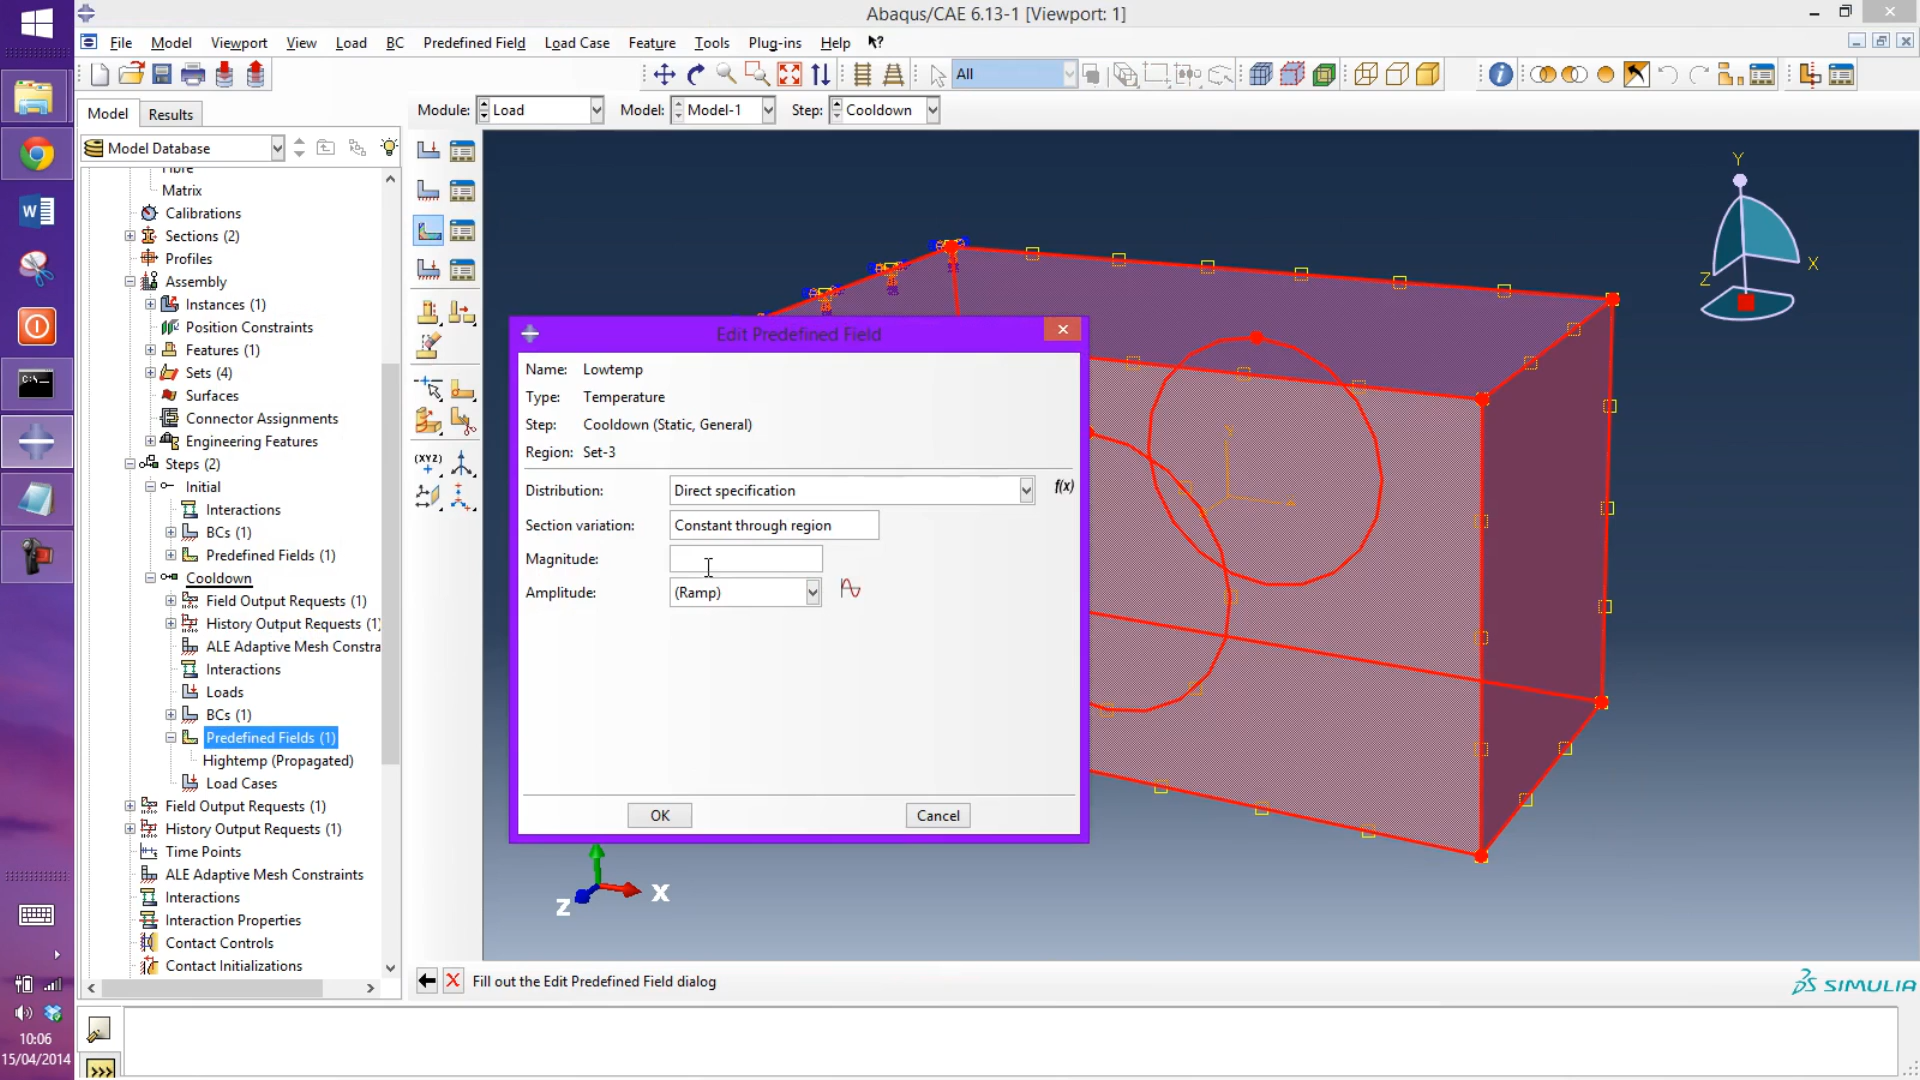 Abaqus/CAE 6.13-1 [Viewport: 1]
File Model Viewport View Load BC Predefined Field Load Case Feature Tools Plug-ins Help
All
Model Results
Module: Load Model: Model-1 Step: Cooldown
Model Database
Fibre
Matrix
Calibrations
Sections (2)
Profiles
Assembly
Instances (1)
Position Constraints
Features (1)
Sets (4)
Surfaces
Connector Assignments
Engineering Features
Steps (2)
Initial
Interactions
BCs (1)
Predefined Fields (1)
Cooldown
Field Output Requests (1)
History Output Requests (1)
ALE Adaptive Mesh Constra
Interactions
Loads
BCs (1)
Predefined Fields (1)
Hightemp (Propagated)
Load Cases
Field Output Requests (1)
History Output Requests (1)
Time Points
ALE Adaptive Mesh Constraints
Interactions
Interaction Properties
Contact Controls
Contact Initializations
(XYZ)
Edit Predefined Field
Name: Lowtemp
Type: Temperature
Step: Cooldown (Static, General)
Region: Set-3
Distribution: Direct specification f(x)
Section variation: Constant through region
Magnitude:
Amplitude: (Ramp)
OK Cancel
Y
X
Z
X
Z
Fill out the Edit Predefined Field dialog
SIMULIA
10:06
15/04/2014
>>>